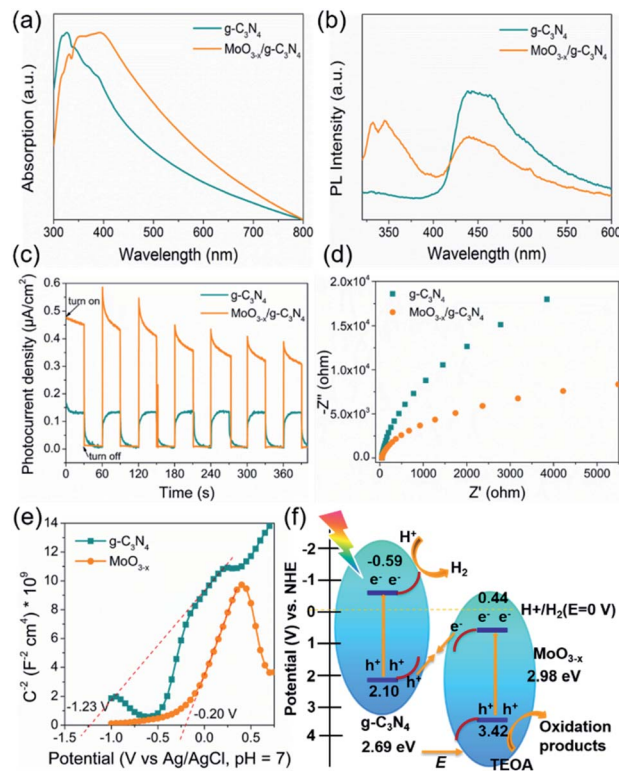 (a)
g-C₃N₄
MoO₃₋ₓ/g-C₃N₄
Absorption (a.u.)
300 400 500 600 700 800
Wavelength (nm)
(b)
g-C₃N₄
MoO₃₋ₓ/g-C₃N₄
PL Intensity (a.u.)
350 400 450 500 550 600
Wavelength (nm)
(c)
g-C₃N₄
MoO₃₋ₓ/g-C₃N₄
turn on
turn off
Photocurrent density (μA/cm²)
0.6
0.5
0.4
0.3
0.2
0.1
0.0
0 60 120 180 240 300 360
Time (s)
(d)
g-C₃N₄
MoO₃₋ₓ/g-C₃N₄
-Z'' (ohm)
2.0x10⁴
1.5x10⁴
1.0x10⁴
5.0x10³
0.0
0 1000 2000 3000 4000 5000
Z' (ohm)
(e)
g-C₃N₄
MoO₃₋ₓ
C⁻² (F⁻² cm⁴) * 10⁹
14
12
10
8
6
4
2
0
-1.23 V
-0.20 V
-1.5 -1.0 -0.5 0.0 0.5
Potential (V vs Ag/AgCl, pH = 7)
(f)
Potential (V) vs. NHE
-2
-1
0
1
2
3
4
H⁺
H₂
-0.59
e⁻ e⁻
0.44
H+/H₂(E=0 V)
e⁻ e⁻
e⁻
MoO₃₋ₓ
2.98 eV
h⁺ h⁺
h⁺
2.10
g-C₃N₄
2.69 eV
h⁺ h⁺
3.42
Oxidation
products
E
TEOA